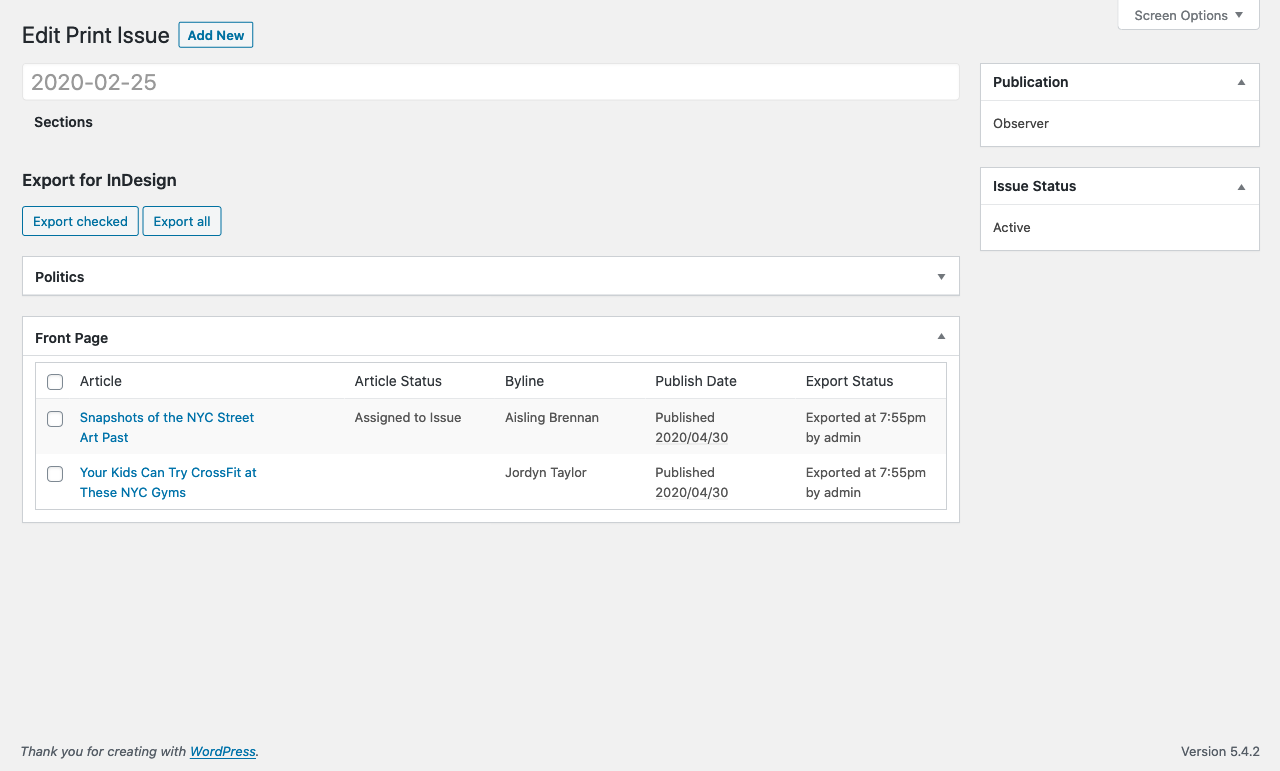 Screen Options
Edit Print Issue Add New
2020-02-25
Sections
Export for InDesign
Export checked Export all
Politics
Front Page
Article Article Status Byline Publish Date Export Status
Snapshots of the NYC Street Assigned to Issue Aisling Brennan Published Exported at 7:55pm
Art Past 2020/04/30 by admin
Your Kids Can Try CrossFit at Jordyn Taylor Published Exported at 7:55pm
These NYC Gyms 2020/04/30 by admin
Publication
Observer
Issue Status
Active
Thank you for creating with WordPress. Version 5.4.2